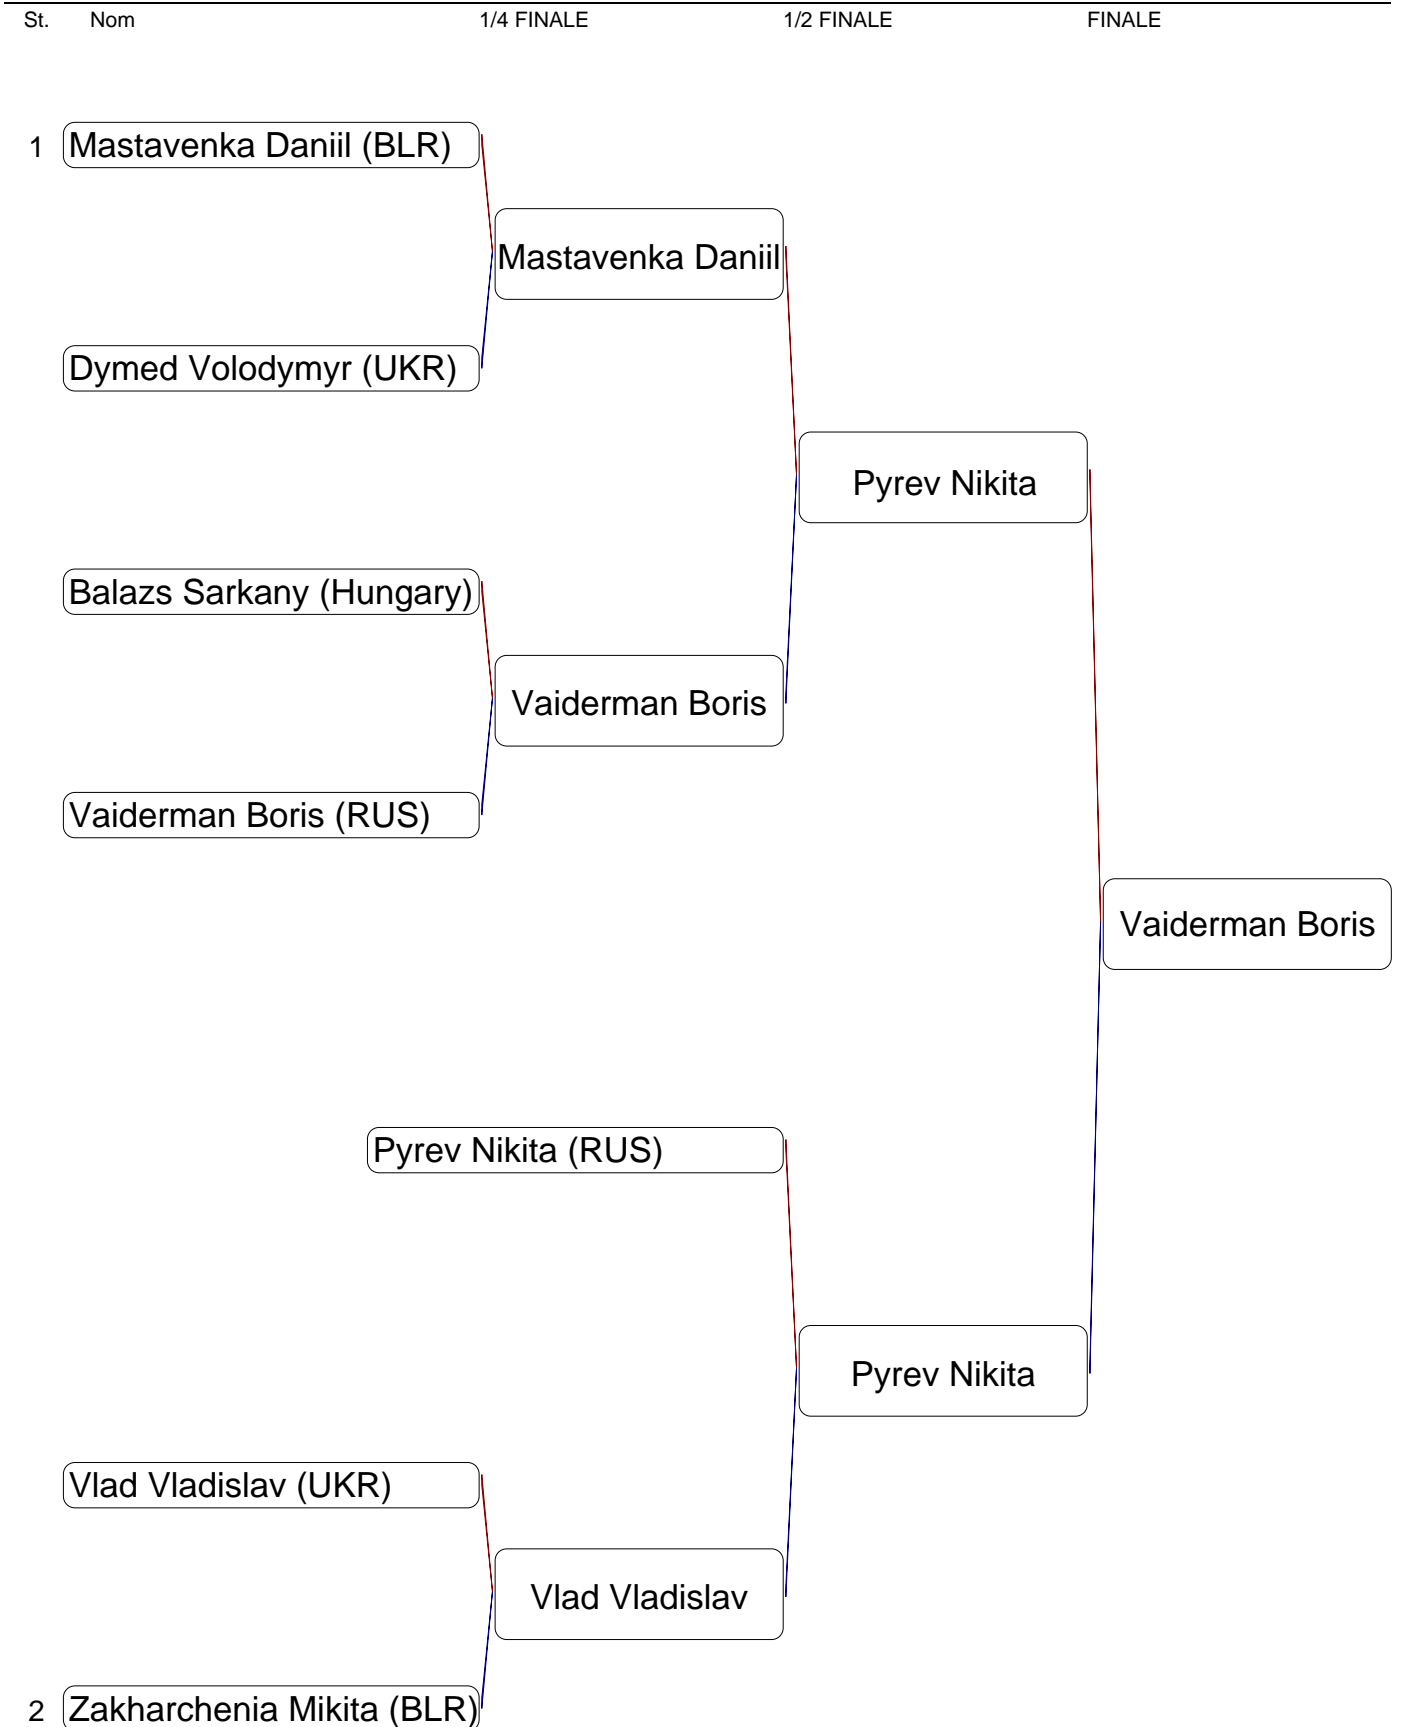 St. Nom 1/4 FINALE 1/2 FINALE FINALE
1 Mastavenka Daniil (BLR)
Mastavenka Daniil
Dymed Volodymyr (UKR)
Pyrev Nikita
Balazs Sarkany (Hungary)
Vaiderman Boris
Vaiderman Boris (RUS)
Vaiderman Boris
Pyrev Nikita (RUS)
Pyrev Nikita
Vlad Vladislav (UKR)
Vlad Vladislav
2 Zakharchenia Mikita (BLR)